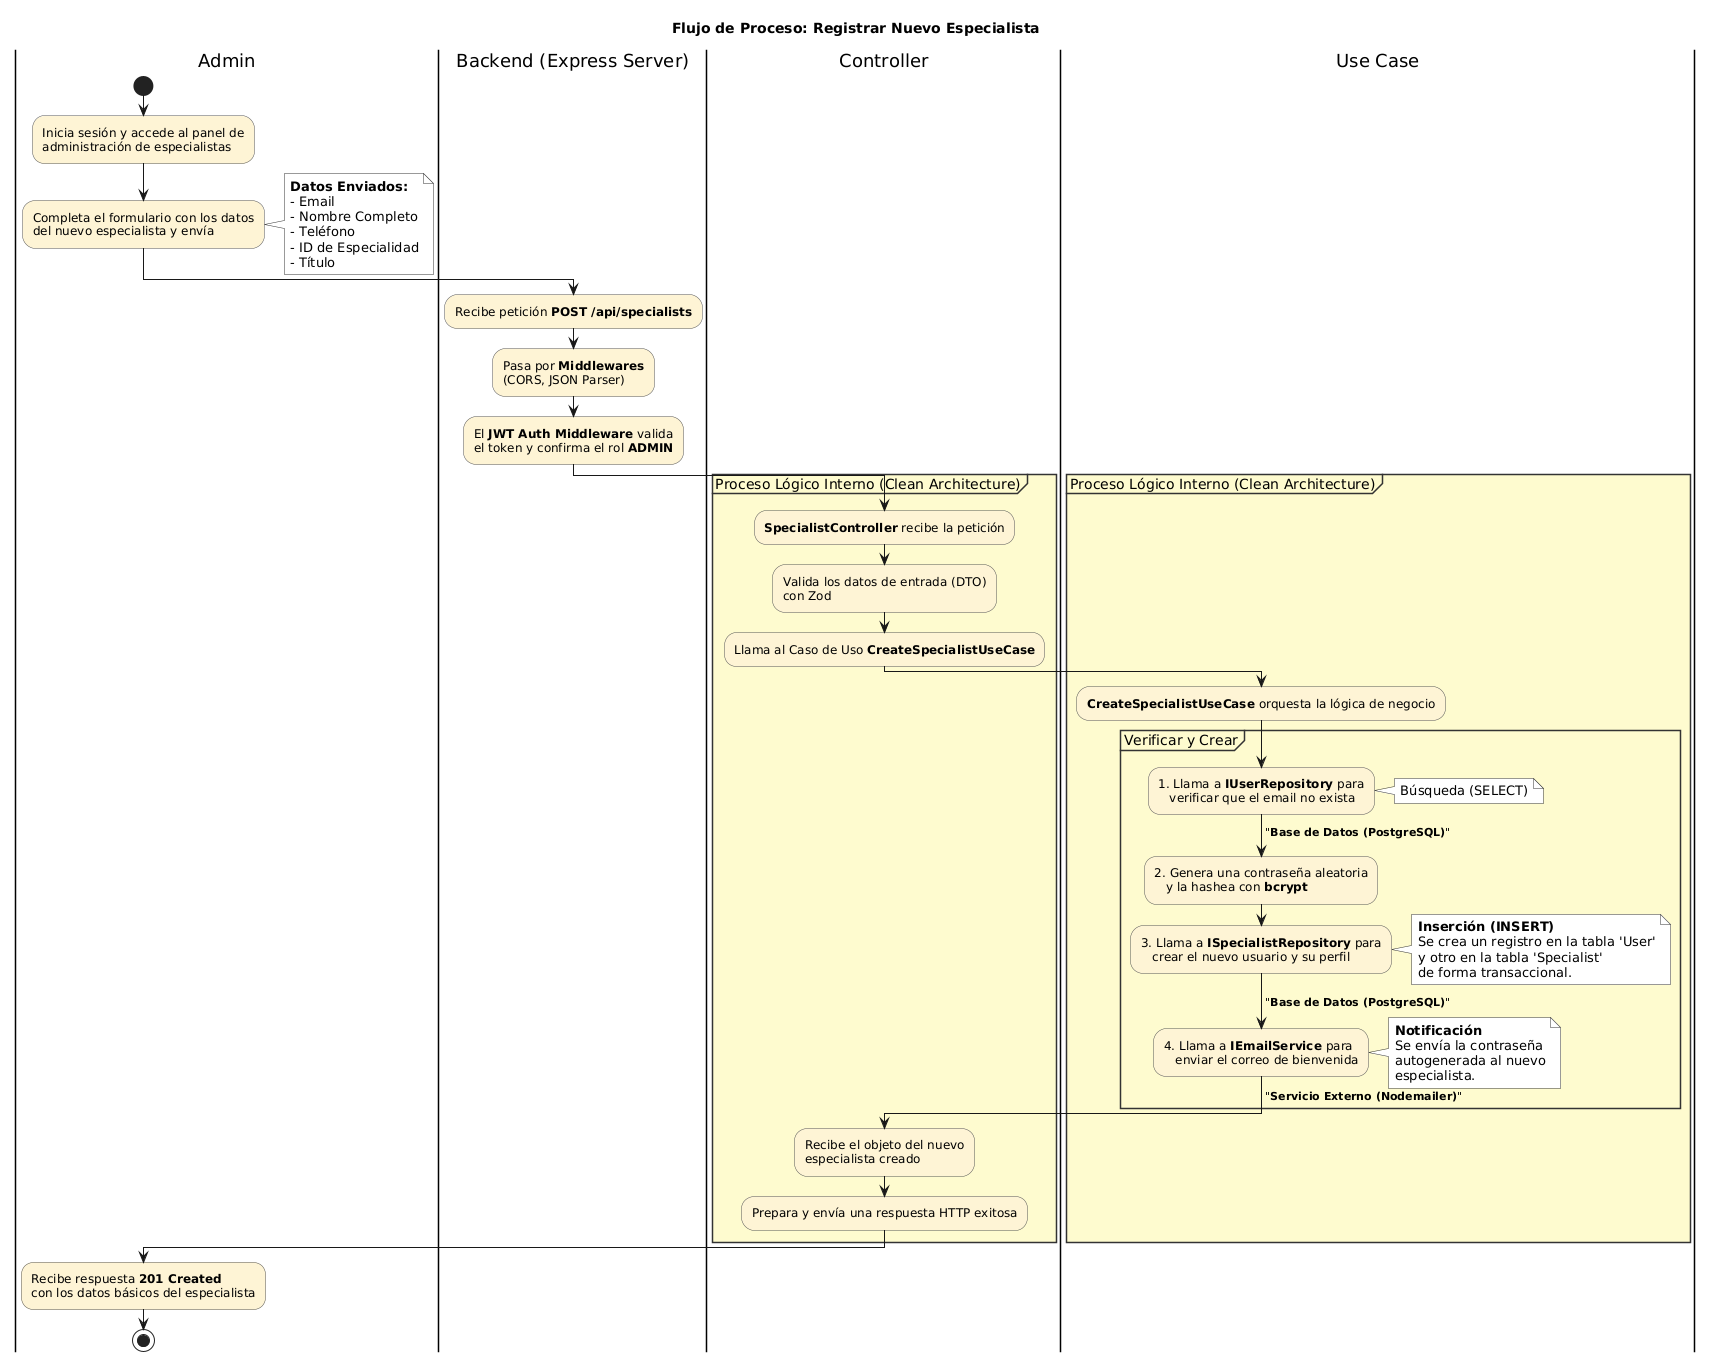 Flujo de Proceso: Registrar Nuevo Especialista
Admin
Backend (Express Server)
Controller
Use Case
Inicia sesión y accede al panel de
administración de especialistas
Completa el formulario con los datos
del nuevo especialista y envía
Datos Enviados:
- Email
- Nombre Completo
- Teléfono
- ID de Especialidad
- Título
Recibe petición POST /api/specialists
Pasa por Middlewares
(CORS, JSON Parser)
El JWT Auth Middleware valida
el token y confirma el rol ADMIN
Proceso Lógico Interno (Clean Architecture)
Proceso Lógico Interno (Clean Architecture)
SpecialistController recibe la petición
Valida los datos de entrada (DTO)
con Zod
Llama al Caso de Uso CreateSpecialistUseCase
CreateSpecialistUseCase orquesta la lógica de negocio
Verificar y Crear
1. Llama a IUserRepository para
verificar que el email no exista
Búsqueda (SELECT)
"Base de Datos (PostgreSQL)"
2. Genera una contraseña aleatoria
y la hashea con bcrypt
3. Llama a ISpecialistRepository para
crear el nuevo usuario y su perfil
Inserción (INSERT)
Se crea un registro en la tabla 'User'
y otro en la tabla 'Specialist'
de forma transaccional.
"Base de Datos (PostgreSQL)"
4. Llama a IEmailService para
enviar el correo de bienvenida
Notificación
Se envía la contraseña
autogenerada al nuevo
especialista.
"Servicio Externo (Nodemailer)"
Recibe el objeto del nuevo
especialista creado
Prepara y envía una respuesta HTTP exitosa
Recibe respuesta 201 Created
con los datos básicos del especialista